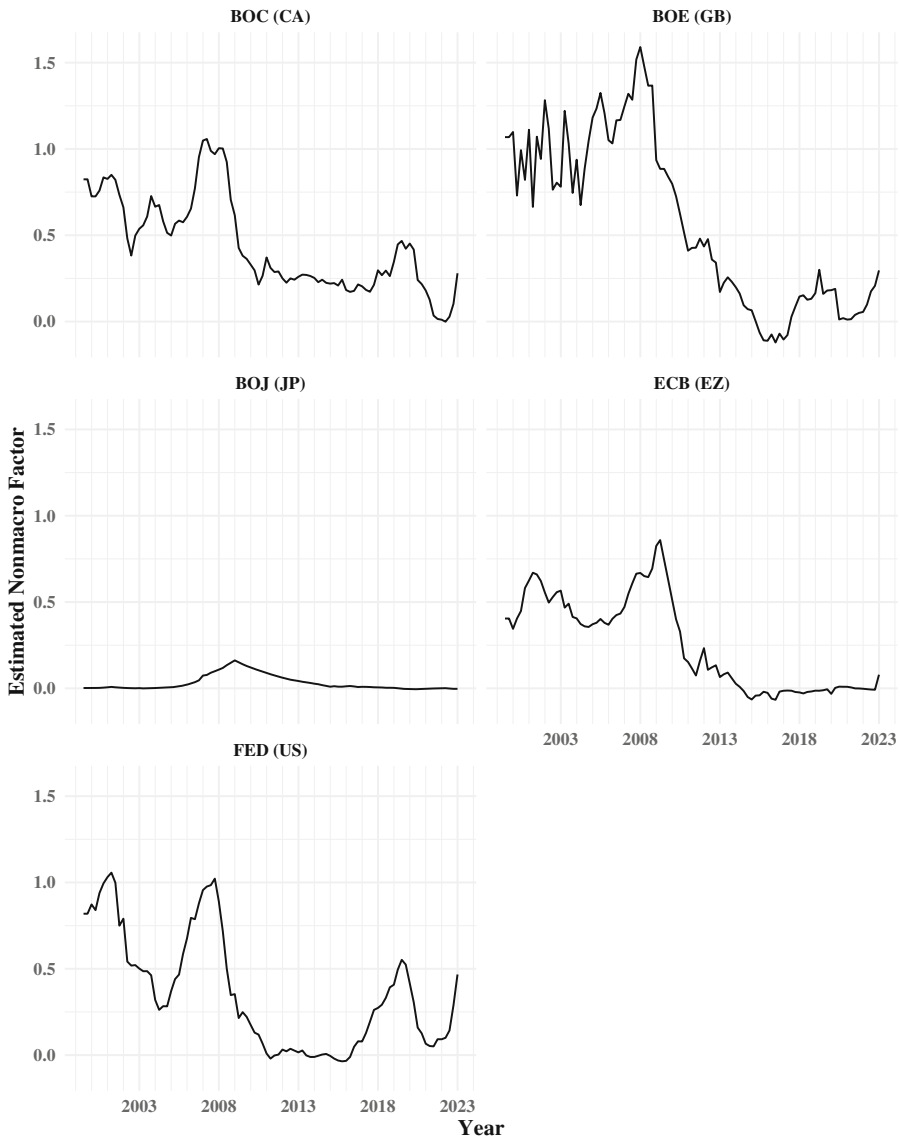 BOC (CA)
BOE (GB)
1.5
1.0
0.5
0.0
BOJ (JP)
ECB (EZ)
1.5
1.0
0.5
0.0
Estimated Nonmacro Factor
2003 2008 2013 2018 2023
FED (US)
1.5
1.0
0.5
0.0
2003 2008 2013 2018 2023
Year